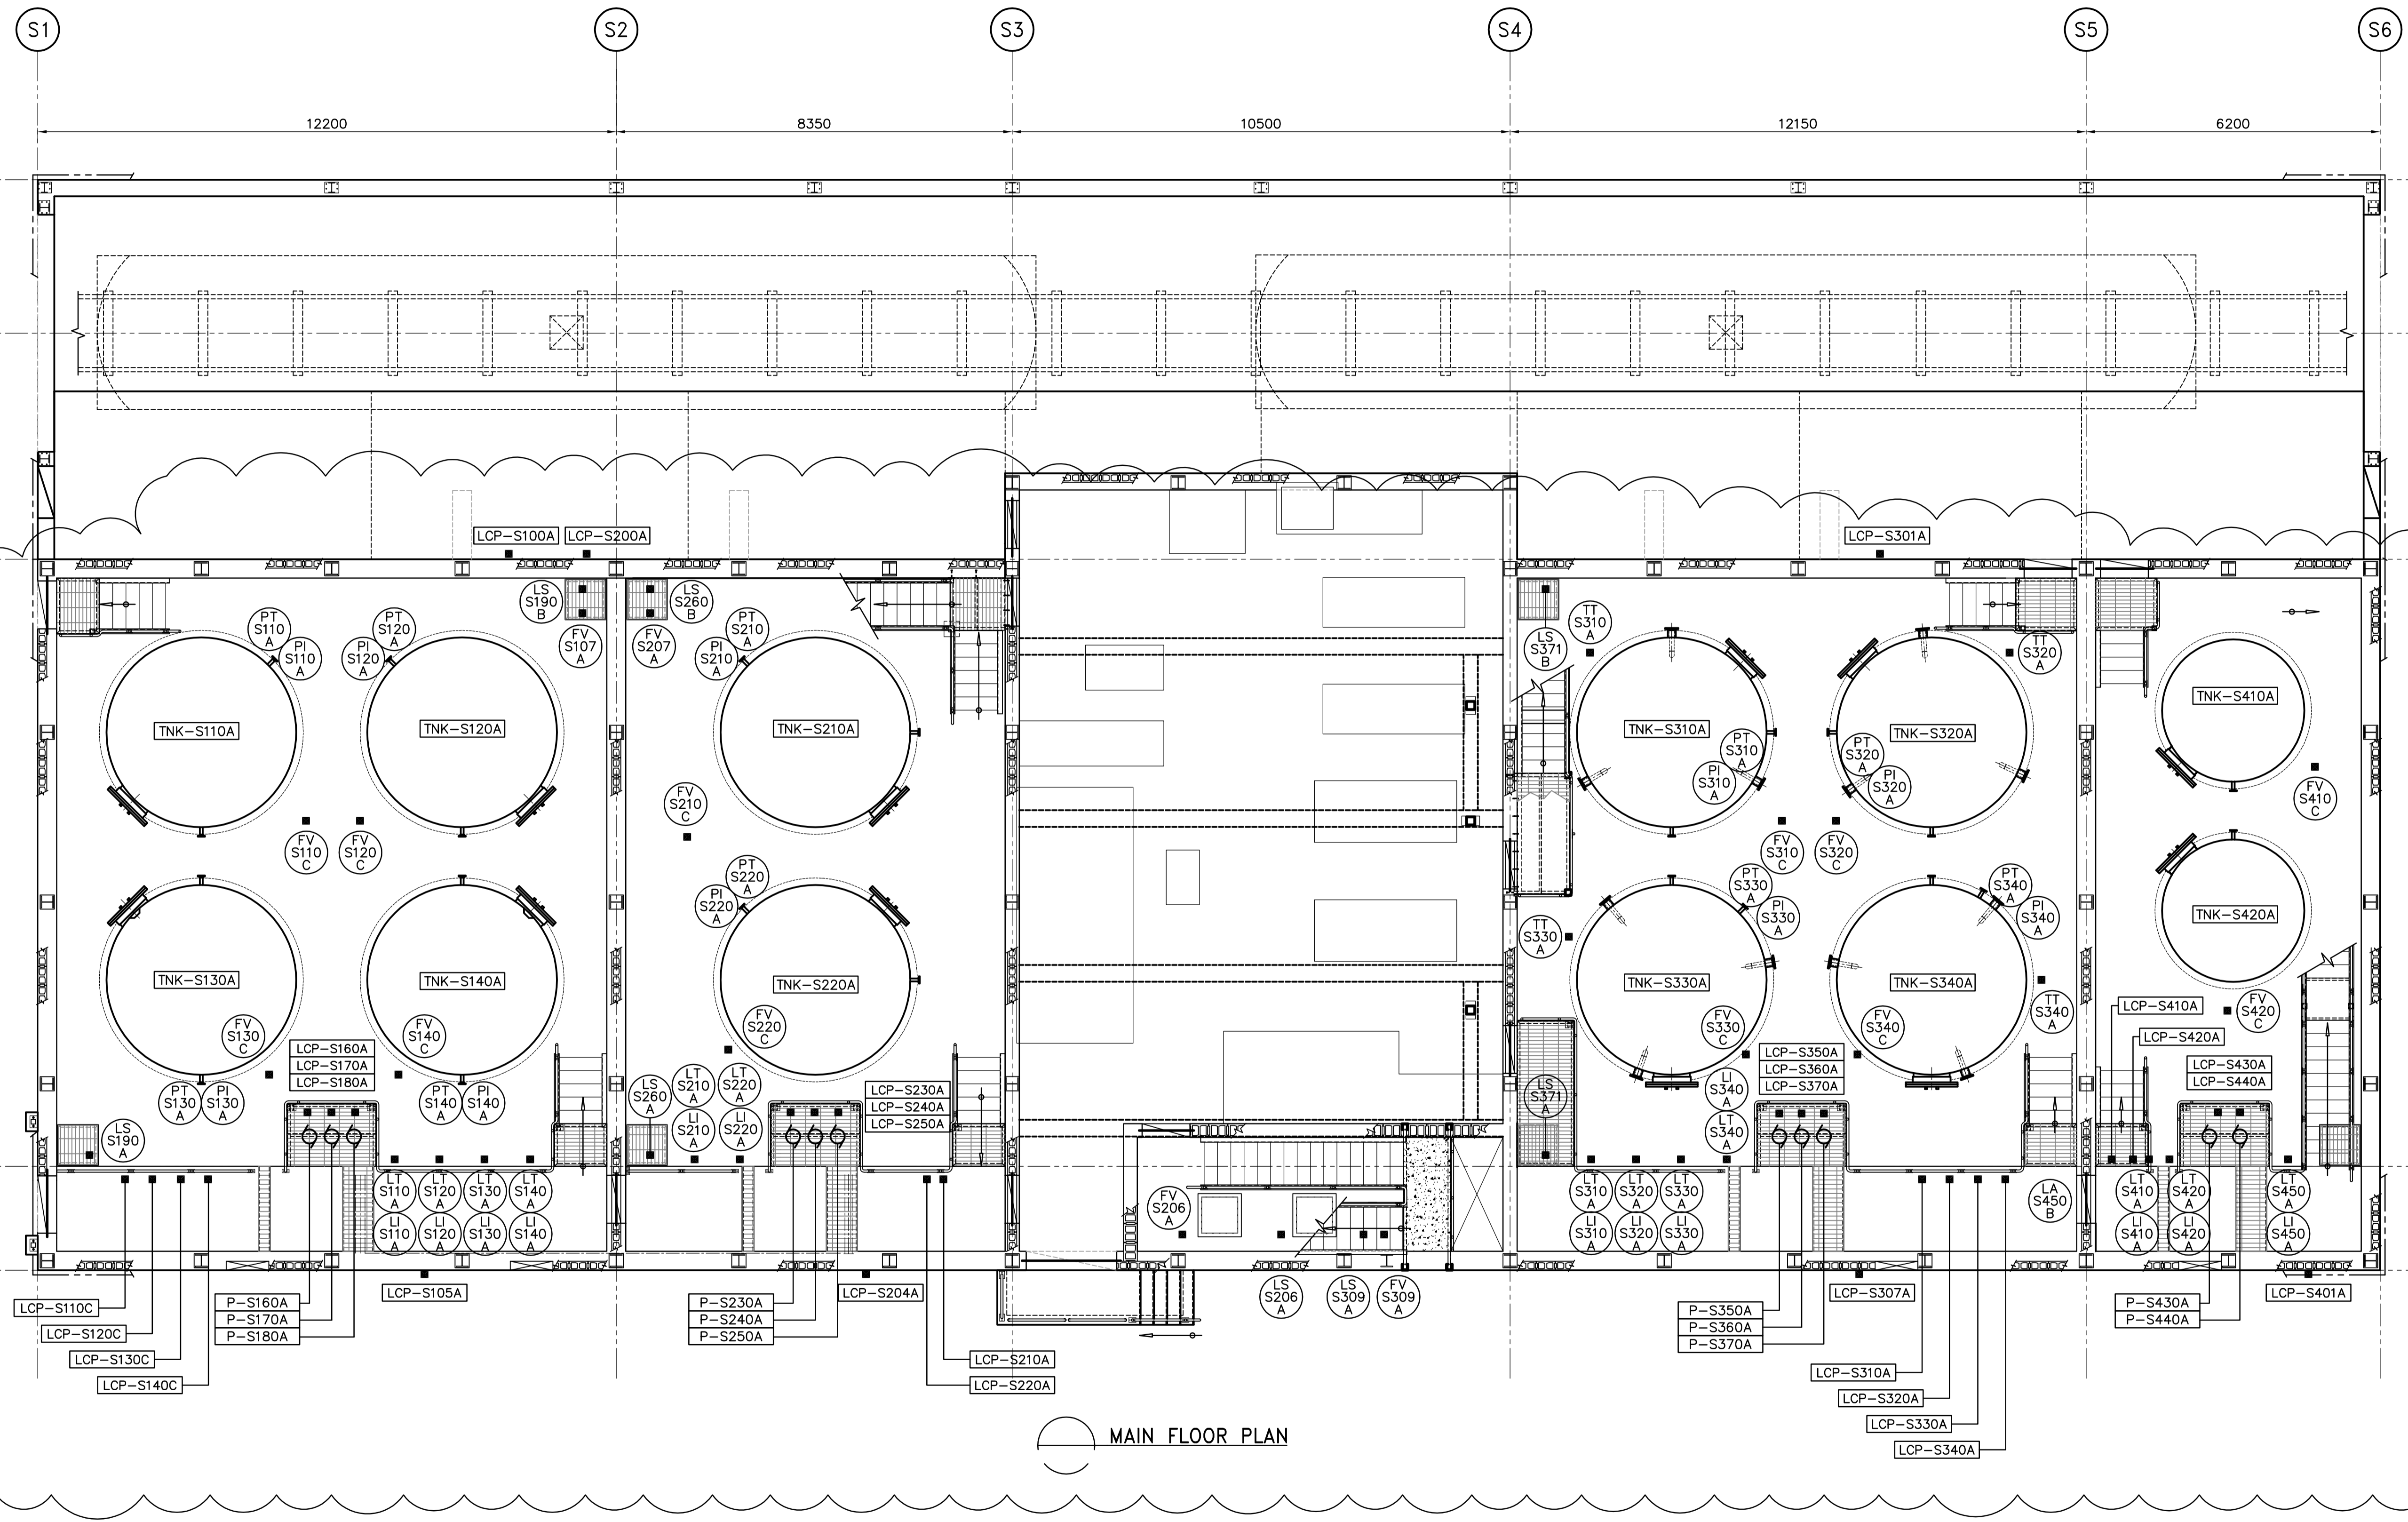 S1
S2
S3
S4
S5
S6
12200
8350
10500
12150
6200
LCP-S100A
LCP-S200A
LCP-S301A
LS
S190
B
FV
S107
A
LS
S260
B
FV
S207
A
PT
S110
A
PI
S110
A
PT
S120
A
PI
S120
A
PT
S210
A
PI
S210
A
LS
S371
B
TT
S310
A
TT
S320
A
TNK-S110A
TNK-S120A
TNK-S210A
TNK-S310A
TNK-S320A
TNK-S410A
PT
S310
A
PI
S310
A
PT
S320
A
PI
S320
A
FV
S410
C
FV
S110
C
FV
S120
C
FV
S210
C
FV
S310
C
FV
S320
C
PT
S220
A
PI
S220
A
PT
S330
A
PI
S330
A
PT
S340
A
PI
S340
A
TT
S330
A
TNK-S420A
TNK-S130A
TNK-S140A
TNK-S220A
TNK-S330A
TNK-S340A
TT
S340
A
LCP-S410A
FV
S420
C
LCP-S420A
FV
S130
C
FV
S140
C
FV
S220
C
FV
S330
C
FV
S340
C
LCP-S160A
LCP-S170A
LCP-S180A
LCP-S350A
LCP-S360A
LCP-S370A
LCP-S430A
LCP-S440A
PT
S130
A
PI
S130
A
PT
S140
A
PI
S140
A
LS
S260
A
LT
S210
A
LT
S220
A
LI
S210
A
LI
S220
A
LCP-S230A
LCP-S240A
LCP-S250A
LS
S371
A
LI
S340
A
LT
S340
A
LS
S190
A
LT
S110
A
LT
S120
A
LT
S130
A
LT
S140
A
LI
S110
A
LI
S120
A
LI
S130
A
LI
S140
A
FV
S206
A
LT
S310
A
LT
S320
A
LT
S330
A
LI
S310
A
LI
S320
A
LI
S330
A
LA
S450
B
LT
S410
A
LT
S420
A
LT
S450
A
LI
S410
A
LI
S420
A
LI
S450
A
LCP-S105A
LCP-S204A
LS
S206
A
LS
S309
A
FV
S309
A
LCP-S307A
LCP-S401A
LCP-S110C
LCP-S120C
LCP-S130C
LCP-S140C
P-S160A
P-S170A
P-S180A
P-S230A
P-S240A
P-S250A
LCP-S210A
LCP-S220A
P-S350A
P-S360A
P-S370A
P-S430A
P-S440A
LCP-S310A
LCP-S320A
LCP-S330A
LCP-S340A
MAIN FLOOR PLAN